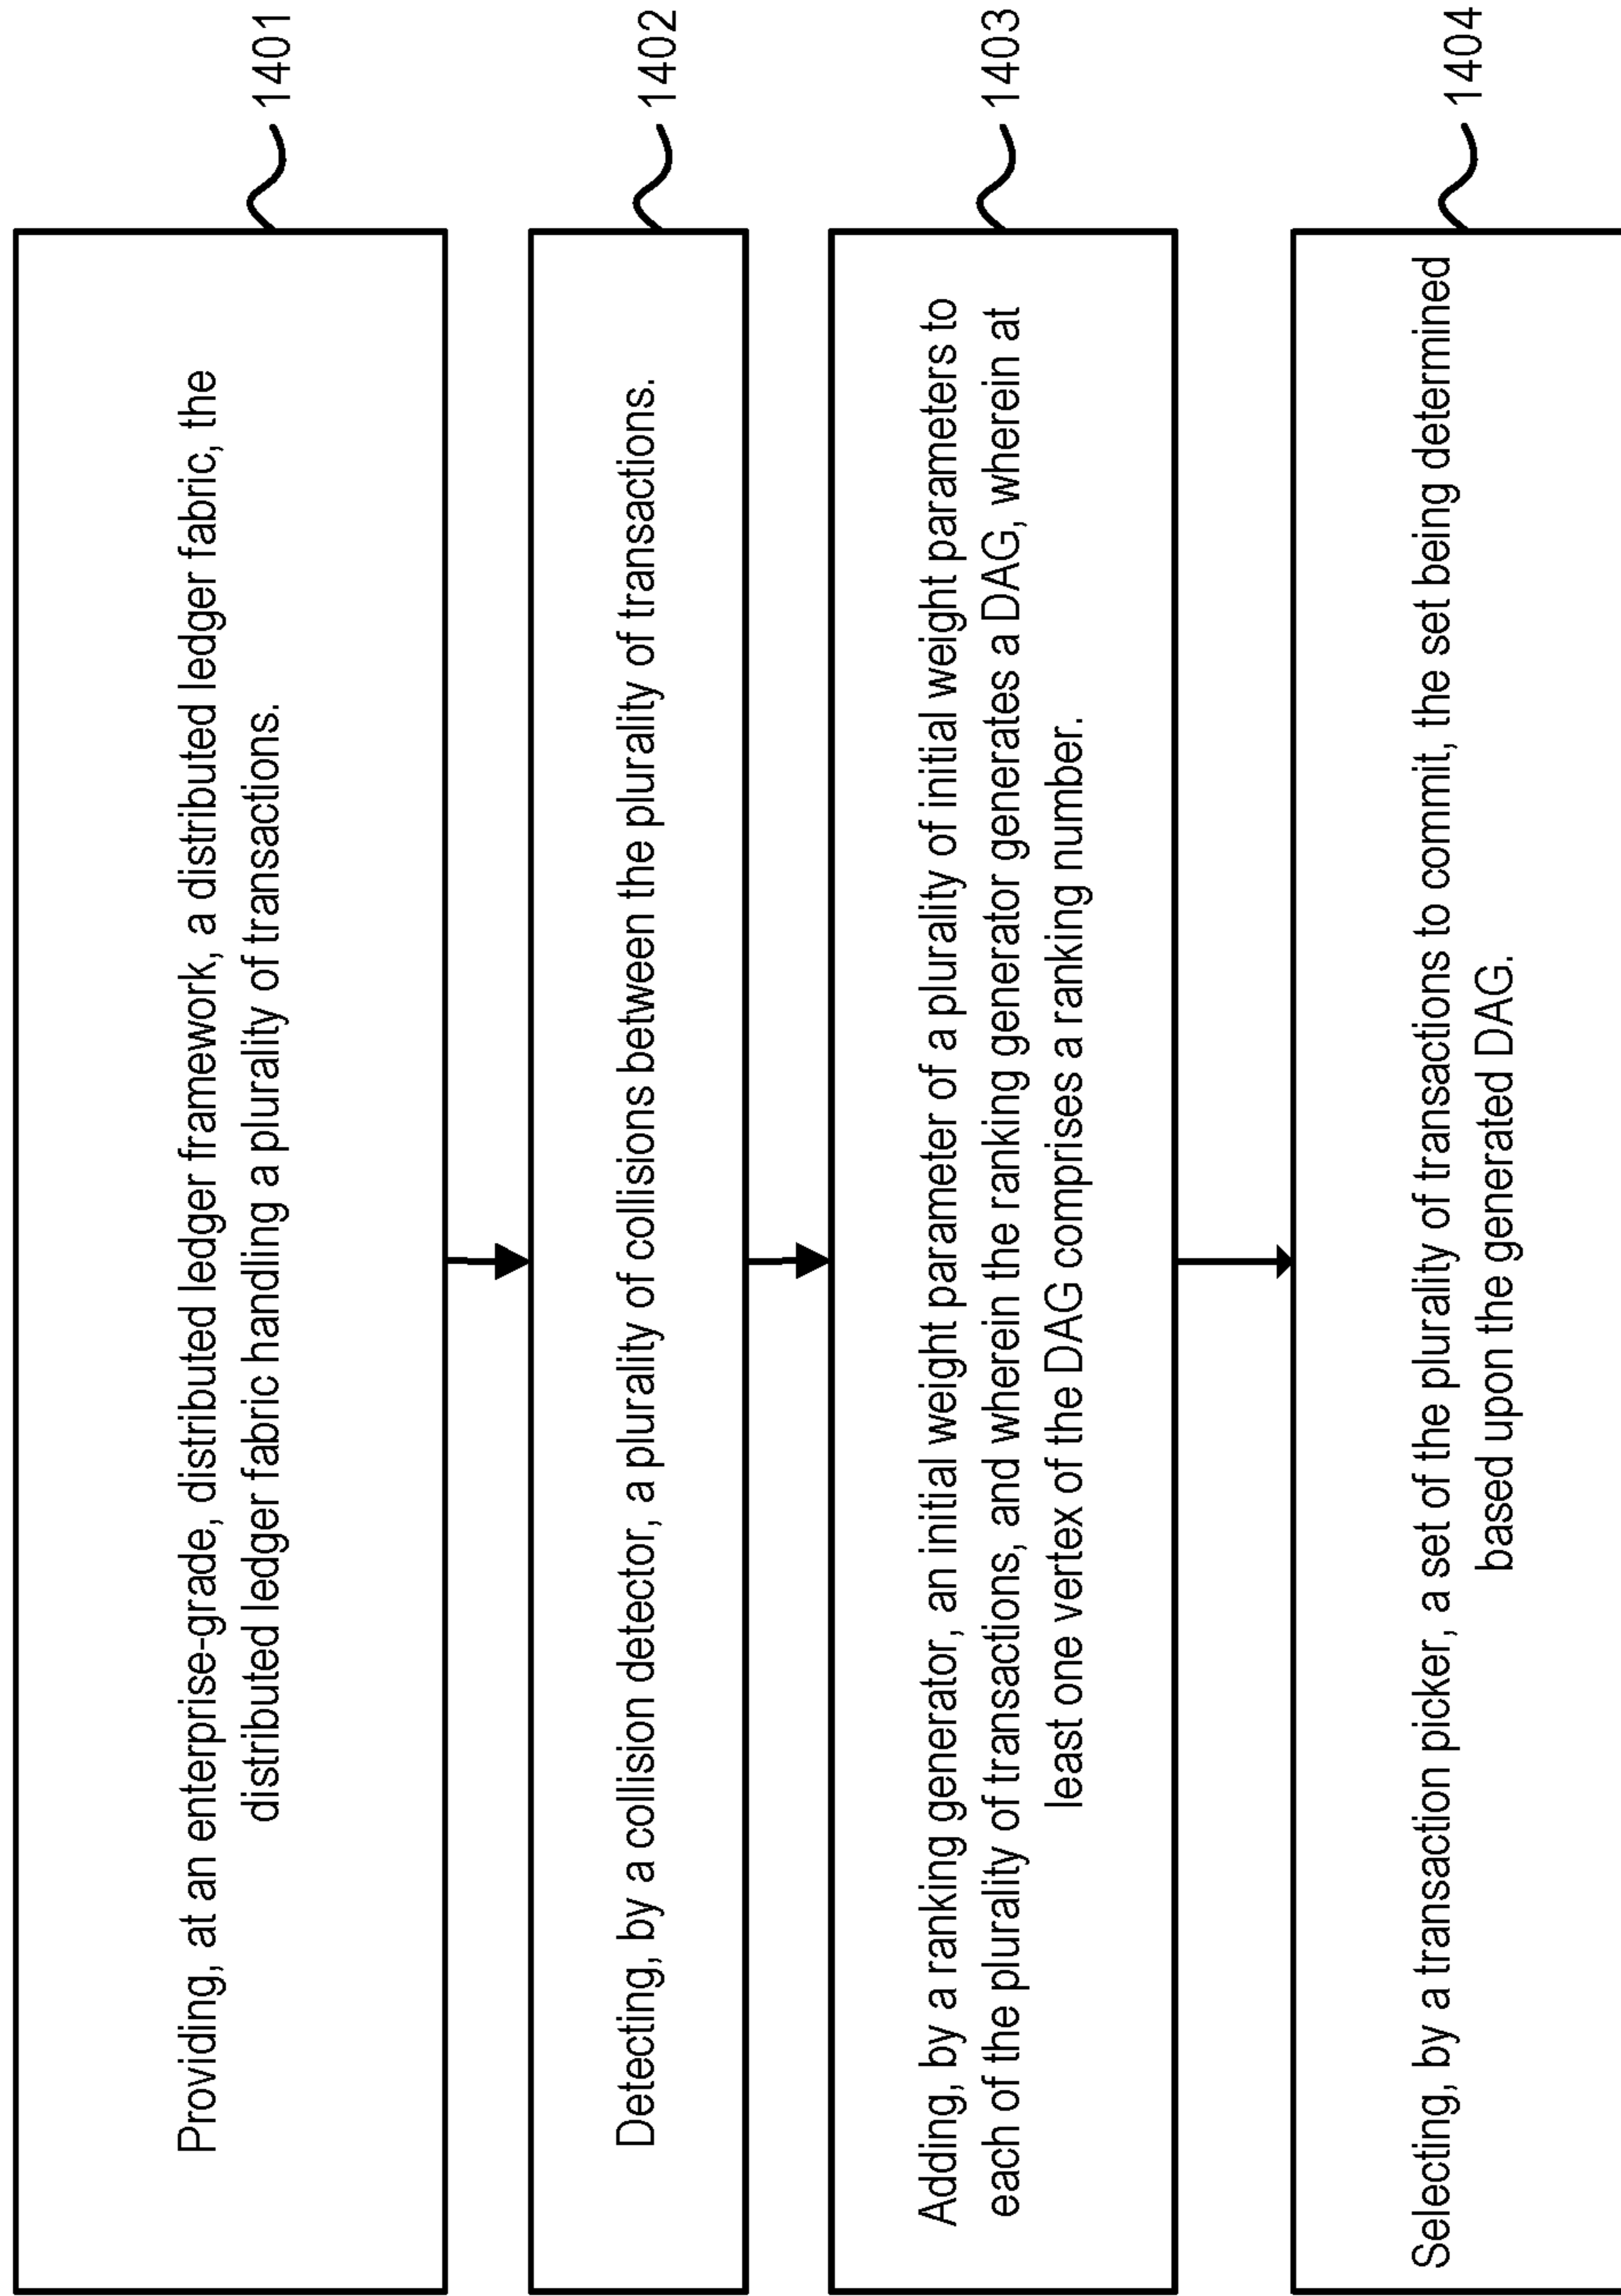 Providing, at an enterprise-grade, distributed ledger framework, a distributed ledger fabric, the
distributed ledger fabric handling a plurality of transactions.
1401
Detecting, by a collision detector, a plurality of collisions between the plurality of transactions.
1402
Adding, by a ranking generator, an initial weight parameter of a plurality of initial weight parameters to
each of the plurality of transactions, and wherein the ranking generator generates a DAG, wherein at
least one vertex of the DAG comprises a ranking number.
1403
Selecting, by a transaction picker, a set of the plurality of transactions to commit, the set being determined
based upon the generated DAG.
1404